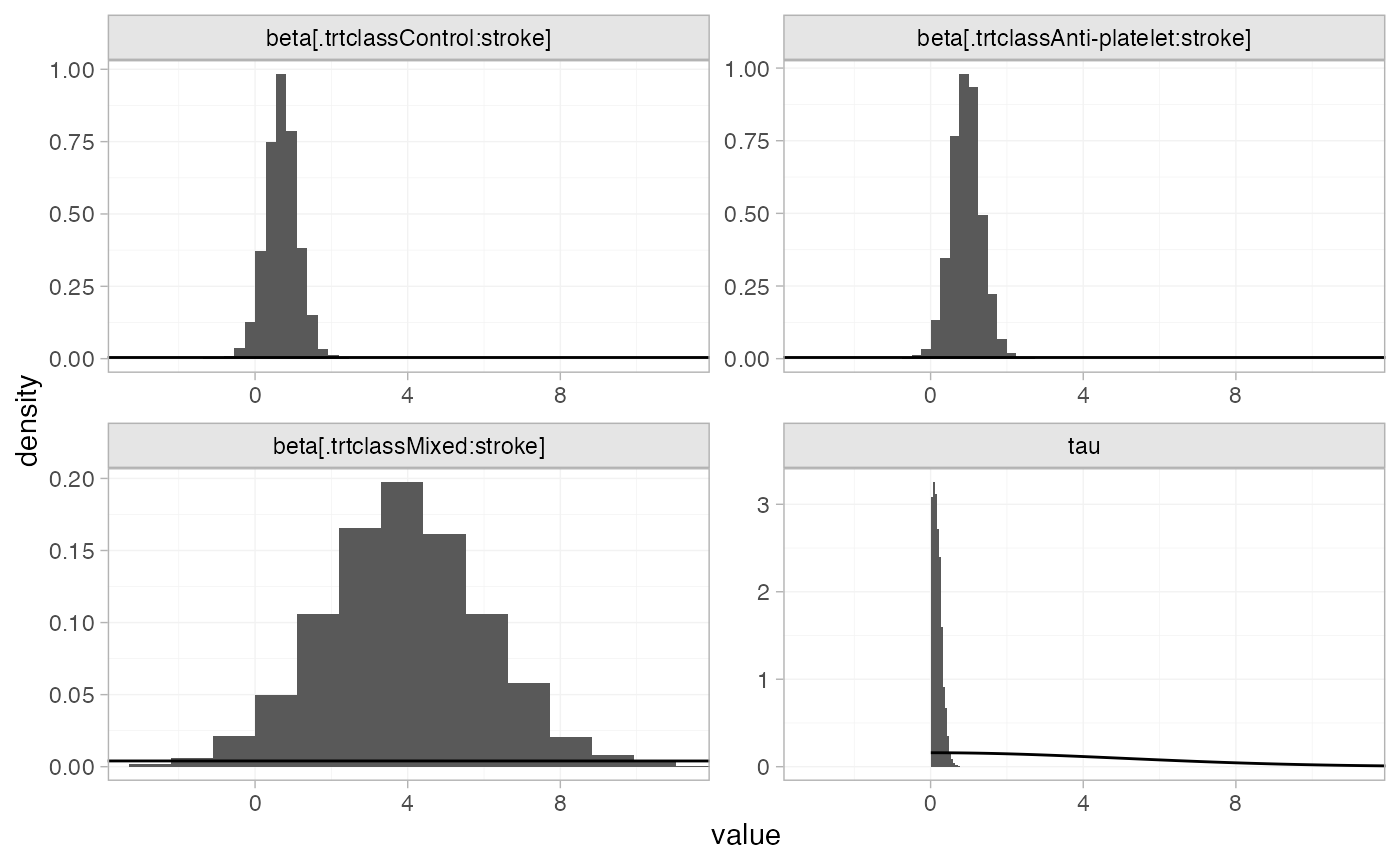 beta[.trtclassControl:stroke]
1.00
0.75
0.50
0.25
0.00
0 4 8
beta[.trtclassAnti-platelet:stroke]
1.00
0.75
0.50
0.25
0.00
0 4 8
density
beta[.trtclassMixed:stroke]
0.20
0.15
0.10
0.05
0.00
0 4 8
tau
3
2
1
0
0 4 8
value